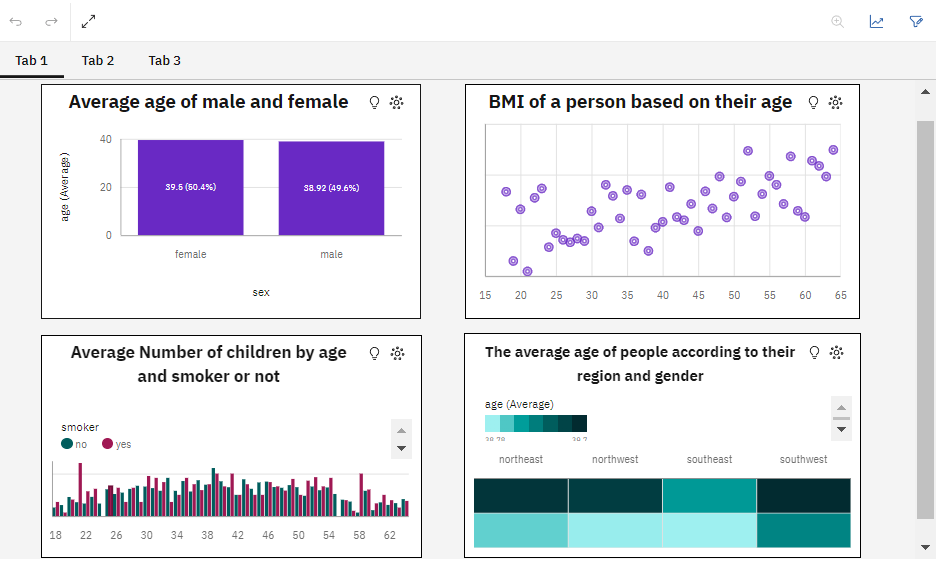 Tab 1 Tab 2 Tab 3
Average age of male and female
age (Average)
40
20
0
39.5 (50.4%)
38.92 (49.6%)
female male
sex
BMI of a person based on their age
15 20 25 30 35 40 45 50 55 60 65
Average Number of children by age
and smoker or not
smoker
no yes
18 22 26 30 34 38 42 46 50 54 58 62
The average age of people according to their
region and gender
age (Average)
northeast northwest southeast southwest